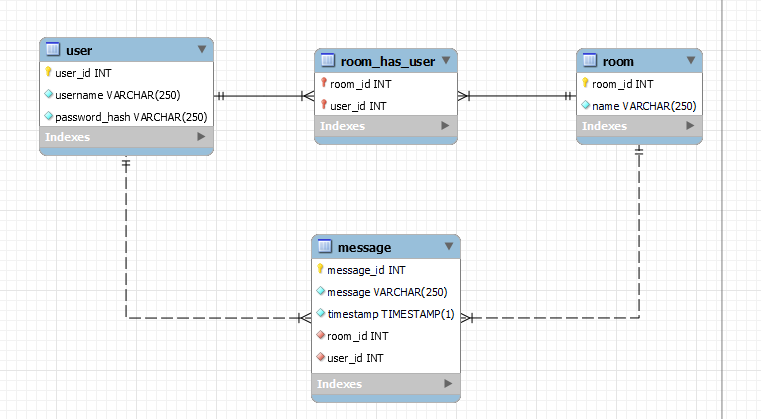 user
user_id INT
username VARCHAR(250)
password_hash VARCHAR(250)
Indexes
room_has_user
room_id INT
user_id INT
Indexes
room
room_id INT
name VARCHAR(250)
Indexes
message
message_id INT
message VARCHAR(250)
timestamp TIMESTAMP(1)
room_id INT
user_id INT
Indexes